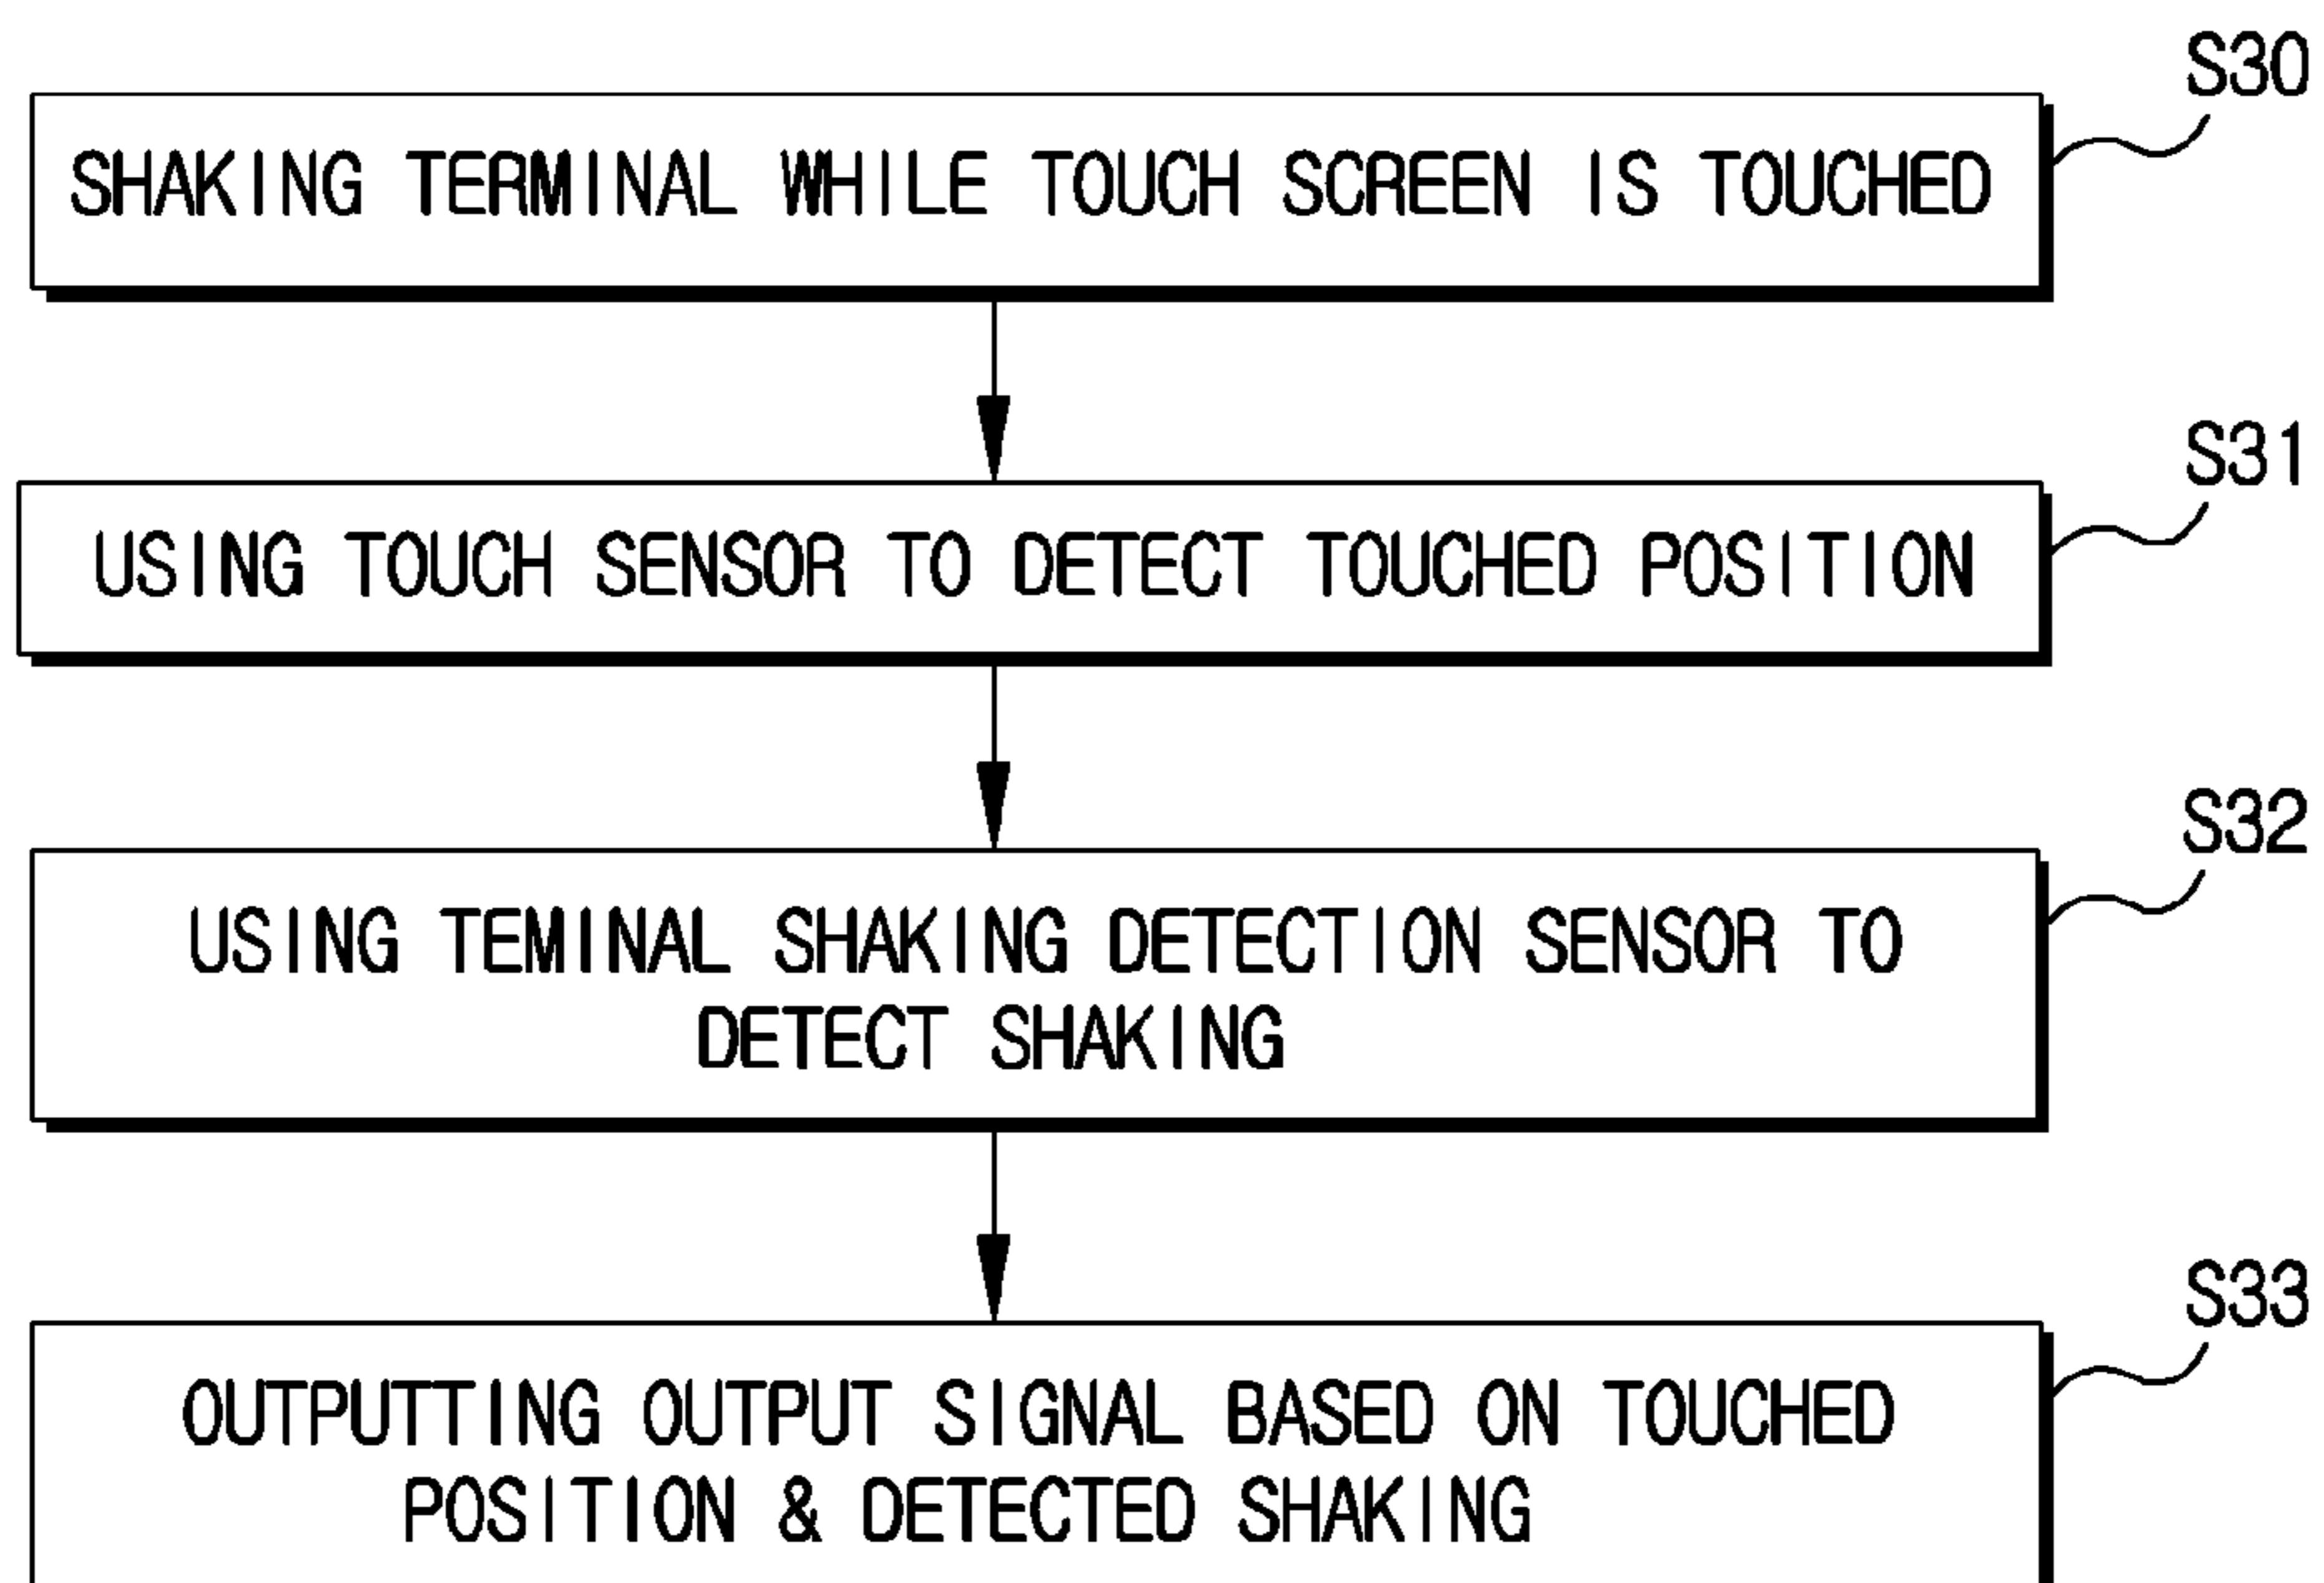 S30
SHAKING TERMINAL WHILE TOUCH SCREEN IS TOUCHED
S31
USING TOUCH SENSOR TO DETECT TOUCHED POSITION
S32
USING TEMINAL SHAKING DETECTION SENSOR TO
DETECT SHAKING
S33
OUTPUTTING OUTPUT SIGNAL BASED ON TOUCHED
POSITION & DETECTED SHAKING